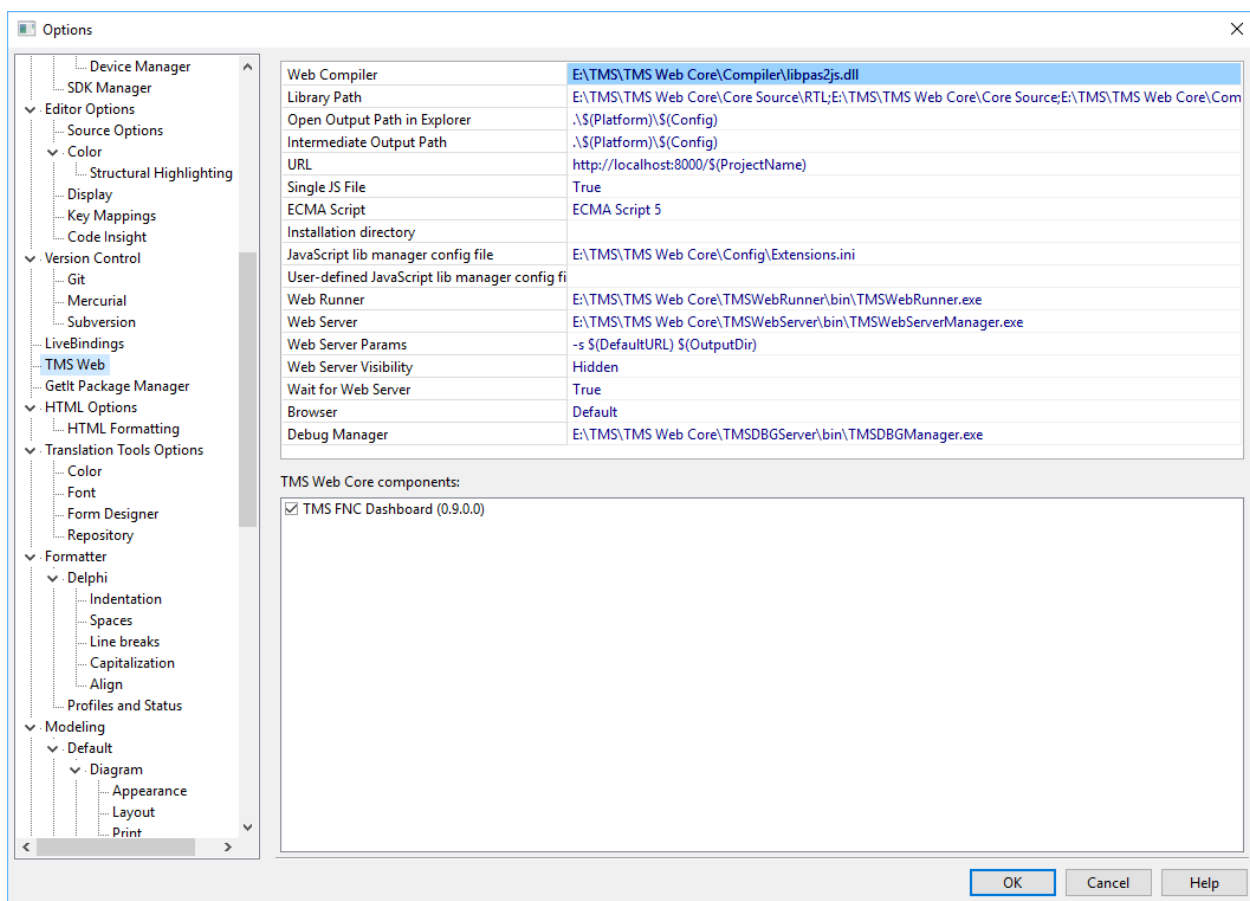 Options
Device Manager
SDK Manager
Editor Options
Source Options
Color
Structural Highlighting
Display
Key Mappings
Code Insight
Version Control
Git
Mercurial
Subversion
LiveBindings
TMS Web
GetIt Package Manager
HTML Options
HTML Formatting
Translation Tools Options
Color
Font
Form Designer
Repository
Formatter
Delphi
Indentation
Spaces
Line breaks
Capitalization
Align
Profiles and Status
Modeling
Default
Diagram
Appearance
Layout
Print
Web Compiler E:\TMS\TMS Web Core\Compiler\libpas2js.dll
Library Path E:\TMS\TMS Web Core\Core Source\RTL;E:\TMS\TMS Web Core\Core Source;E:\TMS\TMS Web Core\Com
Open Output Path in Explorer .\$(Platform)\$(Config)
Intermediate Output Path .\$(Platform)\$(Config)
URL http://localhost:8000/$(ProjectName)
Single JS File True
ECMA Script ECMA Script 5
Installation directory
JavaScript lib manager config file E:\TMS\TMS Web Core\Config\Extensions.ini
User-defined JavaScript lib manager config fi
Web Runner E:\TMS\TMS Web Core\TMSWebRunner\bin\TMSWebRunner.exe
Web Server E:\TMS\TMS Web Core\TMSWebServer\bin\TMSWebServerManager.exe
Web Server Params -s $(DefaultURL) $(OutputDir)
Web Server Visibility Hidden
Wait for Web Server True
Browser Default
Debug Manager E:\TMS\TMS Web Core\TMSDBGServer\bin\TMSDBGManager.exe
TMS Web Core components:
TMS FNC Dashboard (0.9.0.0)
OK Cancel Help